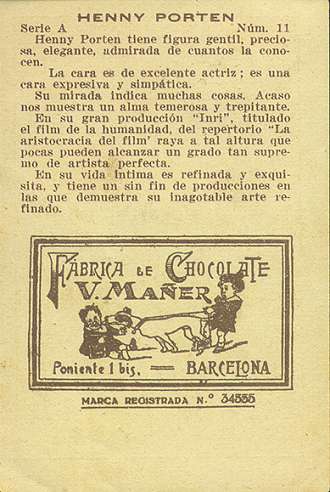 HENNY PORTEN
Serie A Núm. 11
Henny Porten tiene figura gentil, precio-
sa, elegante, admirada de cuantos la cono-
cen.
La cara es de excelente actriz; es una
cara expresiva y simpática.
Su mirada indica muchas cosas. Acaso
nos muestra un alma temerosa y trepitante.
En su gran producción "Inri", titulado
el film de la humanidad, del repertorio "La
aristocracia del film' raya a tal altura que
pocas pueden alcanzar un grado tan supre-
mo de artista perfecta.
En su vida íntima es refinada y exqui-
sita, y tiene un sin fin de producciones en
las que demuestra su inagotable arte re-
finado.
FÁBRICA DE CHOCOLATE
V. MAÑER
Poniente 1 bis. = BARCELONA
MARCA REGISTRADA N.º 34555